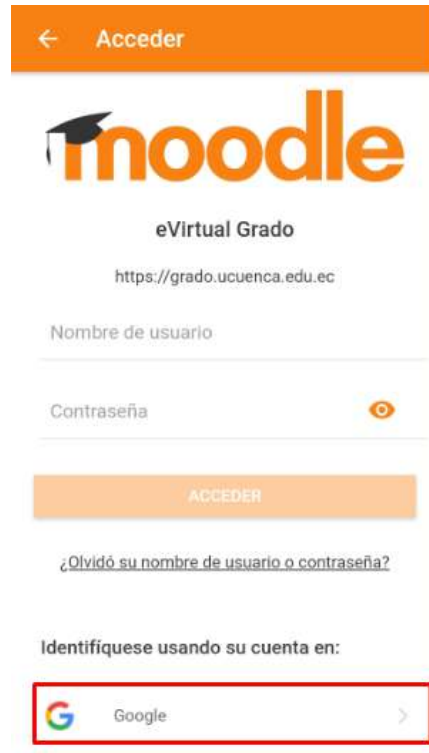 Acceder
moodle
eVirtual Grado
https://grado.ucuenca.edu.ec
Nombre de usuario
Contraseña
ACCEDER
¿Olvidó su nombre de usuario o contraseña?
Identifíquese usando su cuenta en:
Google